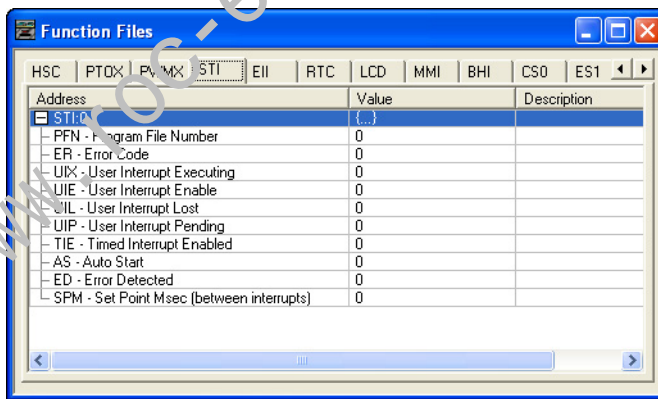 Function Files
HSC PTOX PWMX STI EII RTC LCD MMI BHI CS0 ES1
Address Value Description
STI:0 {...}
PFN - Program File Number 0
ER - Error Code 0
UIX - User Interrupt Executing 0
UIE - User Interrupt Enable 0
UIL - User Interrupt Lost 0
UIP - User Interrupt Pending 0
TIE - Timed Interrupt Enabled 0
AS - Auto Start 0
ED - Error Detected 0
SPM - Set Point Msec (between interrupts) 0